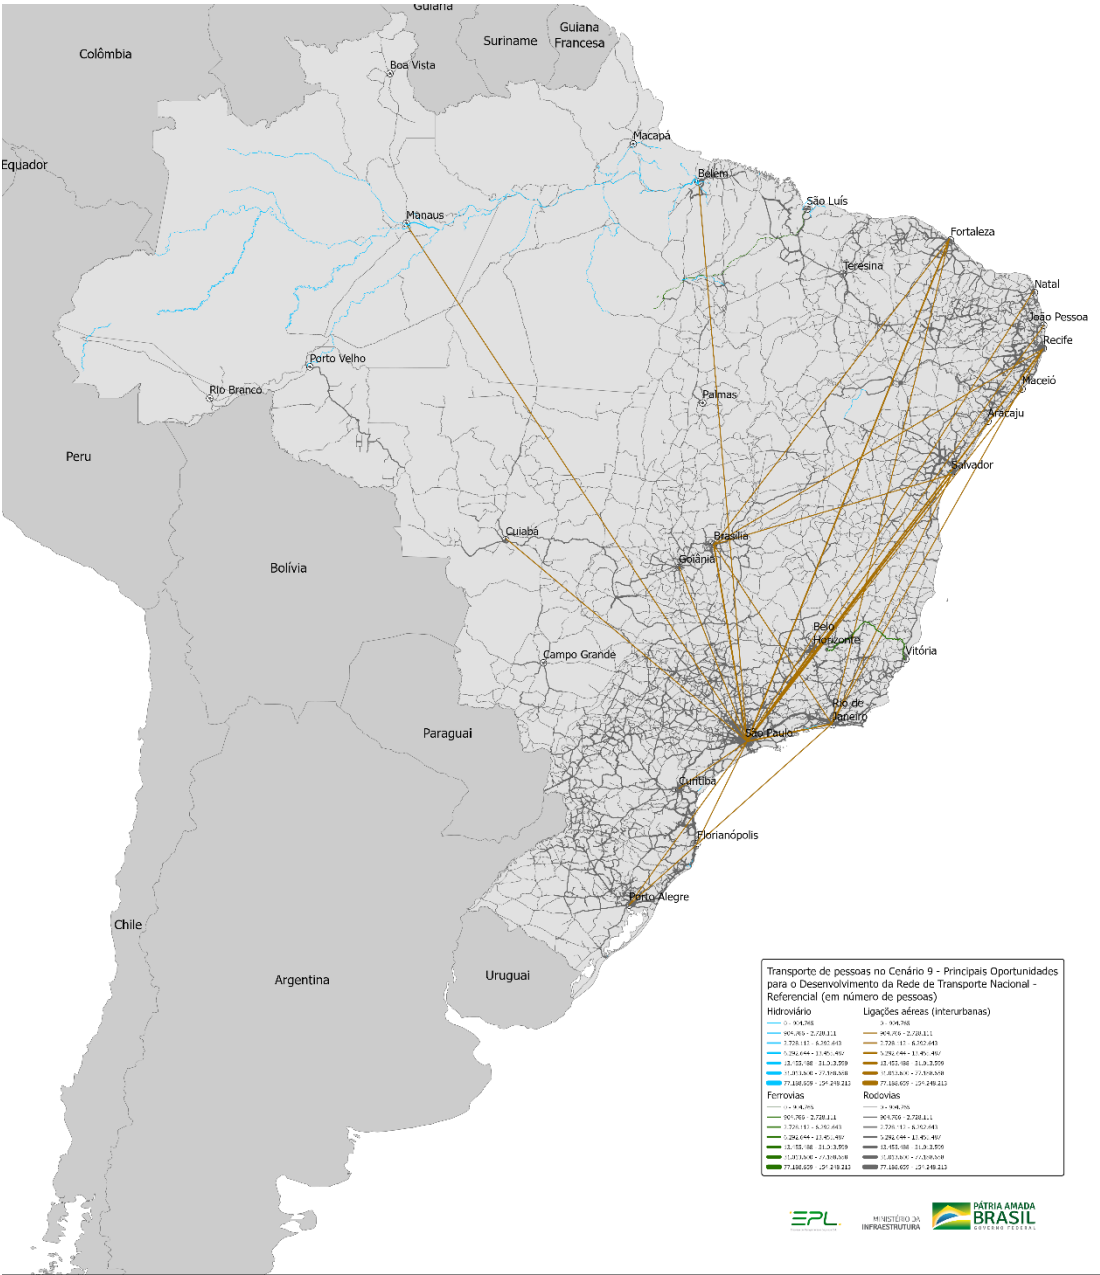 Guiana
Colômbia
Suriname
Guiana
Francesa
Boa Vista
Macapá
Equador
Belém
São Luís
Manaus
Fortaleza
Teresina
Natal
João Pessoa
Recife
Porto Velho
Maceió
Rio Branco
Palmas
Aracaju
Peru
Salvador
Cuiabá
Brasília
Goiânia
Bolívia
Belo
Horizonte
Campo Grande
Vitória
Rio de
Janeiro
Paraguai
São Paulo
Curitiba
Florianópolis
Porto Alegre
Chile
Argentina
Uruguai
Transporte de pessoas no Cenário 9 - Principais Oportunidades
para o Desenvolvimento da Rede de Transporte Nacional -
Referencial (em número de pessoas)
Hidroviário
Ligações aéreas (interurbanas)
Ferrovias
Rodovias
EPL
MINISTÉRIO DA
INFRAESTRUTURA
PÁTRIA AMADA
BRASIL
GOVERNO FEDERAL